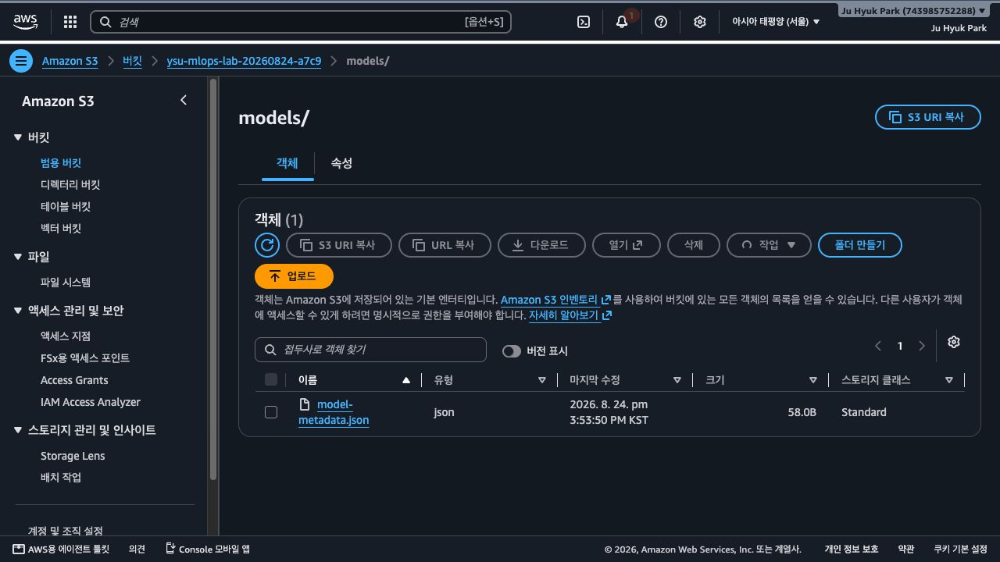 aws
검색
[옵션+S]
1
아시아 태평양 (서울)
Ju Hyuk Park (743985752288)
Ju Hyuk Park
Amazon S3
버킷
ysu-mlops-lab-20260824-a7c9
models/
Amazon S3
버킷
범용 버킷
디렉터리 버킷
테이블 버킷
벡터 버킷
파일
파일 시스템
액세스 관리 및 보안
액세스 지점
FSx용 액세스 포인트
Access Grants
IAM Access Analyzer
스토리지 관리 및 인사이트
Storage Lens
배치 작업
계정 및 조직 설정
models/
S3 URI 복사
객체
속성
객체 (1)
S3 URI 복사
URL 복사
다운로드
열기
삭제
작업
폴더 만들기
업로드
객체는 Amazon S3에 저장되어 있는 기본 엔터티입니다. Amazon S3 인벤토리 를 사용하여 버킷에 있는 모든 객체의 목록을 얻을 수 있습니다. 다른 사용자가 객체
에 액세스할 수 있게 하려면 명시적으로 권한을 부여해야 합니다. 자세히 알아보기
접두사로 객체 찾기
버전 표시
1
이름
유형
마지막 수정
크기
스토리지 클래스
model-
metadata.json
json
2026. 8. 24. pm
3:53:50 PM KST
58.0B
Standard
AWS용 에이전트 툴킷
의견
Console 모바일 앱
© 2026, Amazon Web Services, Inc. 또는 계열사.
개인 정보 보호
약관
쿠키 기본 설정